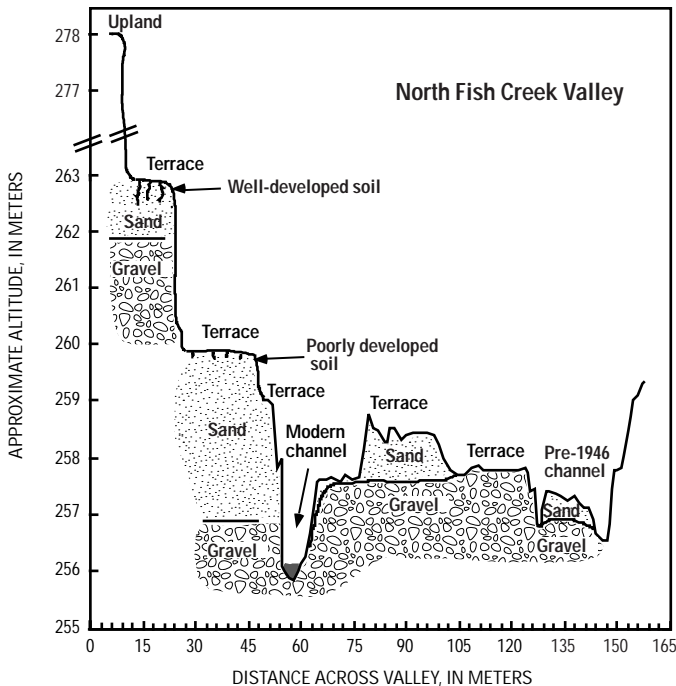 North Fish Creek Valley
APPROXIMATE ALTITUDE, IN METERS
278
277
263
262
261
260
259
258
257
256
255
Upland
Terrace
Well-developed soil
Sand
Gravel
Terrace
Poorly developed
soil
Terrace
Sand
Gravel
Modern
channel
Terrace
Sand
Gravel
Terrace
Pre-1946
channel
Sand
Gravel
0
15
30
45
60
75
90
105
120
135
150
165
DISTANCE ACROSS VALLEY, IN METERS